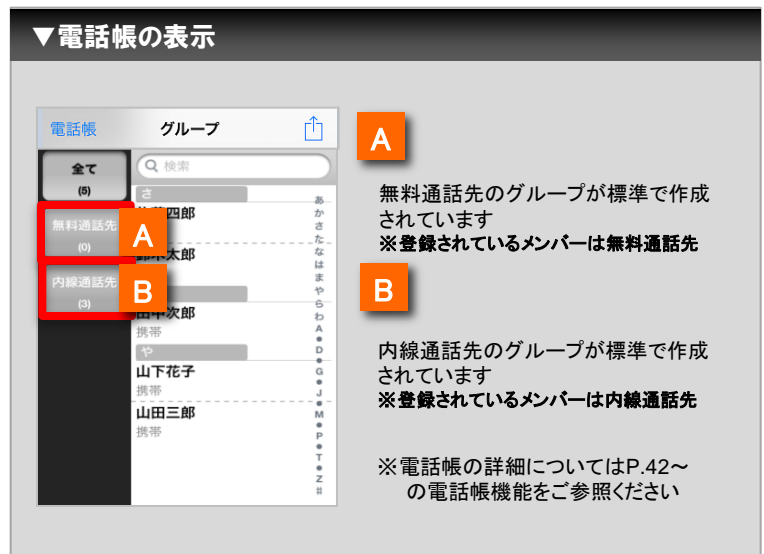 ▼電話帳の表示
電話帳 グループ
全て
(5)
検索
さ
四郎
無料通話先
(0)
A
太郎
内線通話先
(3)
B
田中次郎
携帯
や
山下花子
携帯
山田三郎
携帯
あ
か
さ
た
な
は
ま
や
ら
わ
A
●
D
●
G
●
J
●
M
●
P
●
T
●
Z
#
A
無料通話先のグループが標準で作成
されています
※登録されているメンバーは無料通話先
B
内線通話先のグループが標準で作成
されています
※登録されているメンバーは内線通話先
※電話帳の詳細についてはP.42～
の電話帳機能をご参照ください